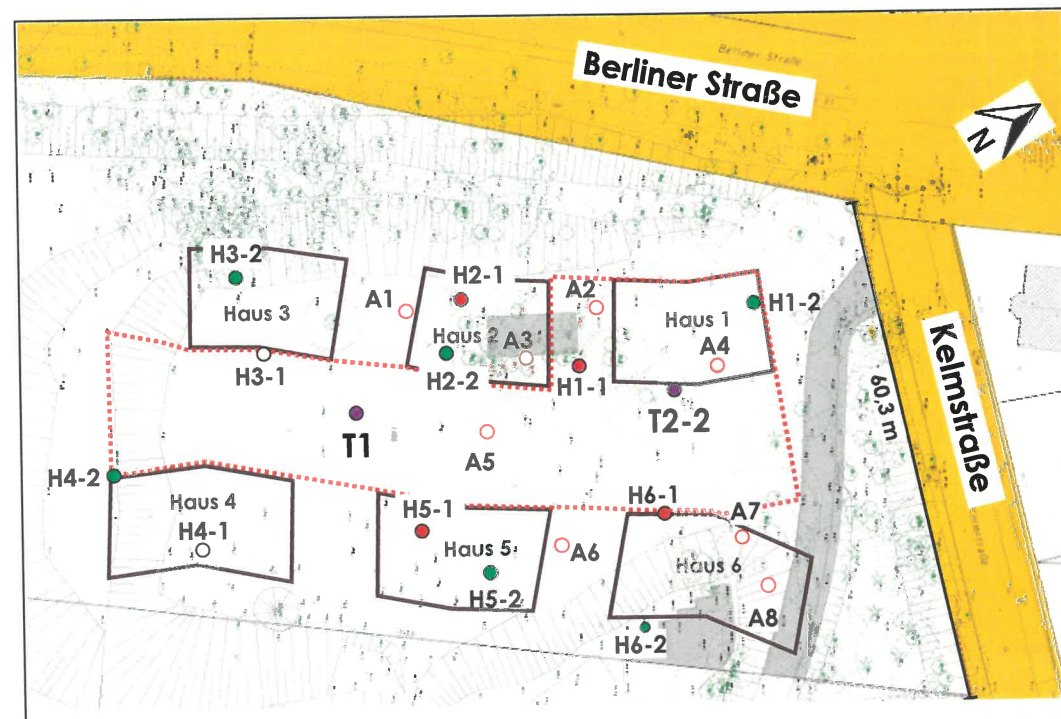 Berliner Straße
Berliner Straße
N
H3-2
H2-1
A1
A2
H1-2
Haus 3
Haus 2
A3
Haus 1
A4
H3-1
H2-2
H1-1
T1
T2-2
60,3 m
Kelmstraße
A5
H4-2
Haus 4
H4-1
H5-1
H6-1
A7
Haus 5
A6
Haus 6
H5-2
A8
H6-2